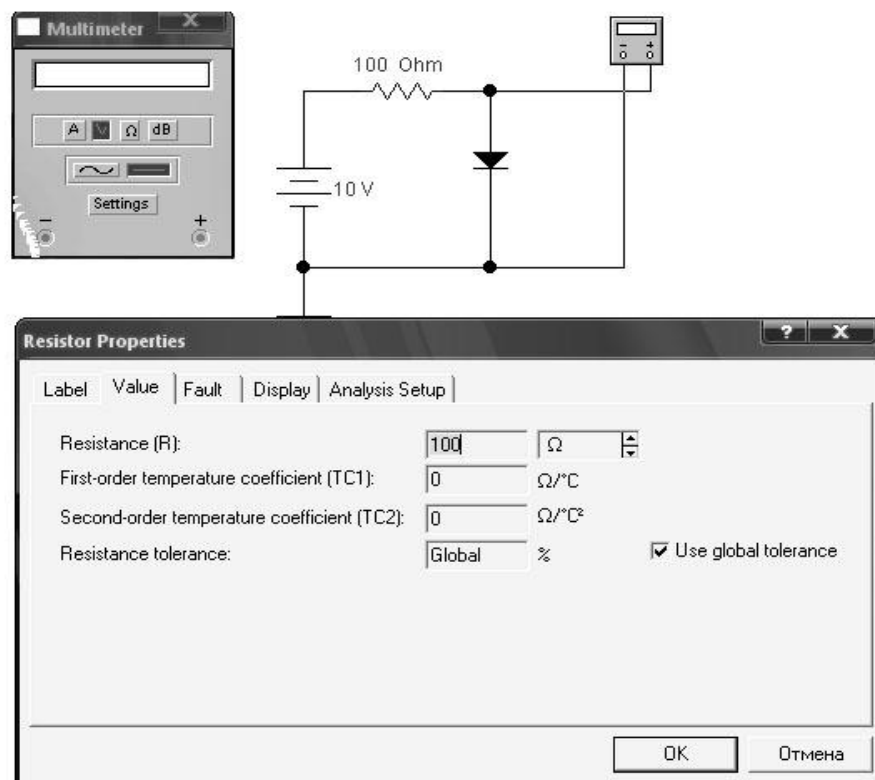 Multimeter X
A V Ω dB
Settings
− +
100 Ohm
10 V
− +
o o
Resistor Properties ? X
Label Value Fault Display Analysis Setup
Resistance (R): 100 Ω
First-order temperature coefficient (TC1): 0 Ω/°C
Second-order temperature coefficient (TC2): 0 Ω/°C²
Resistance tolerance: Global % Use global tolerance
OK Отмена